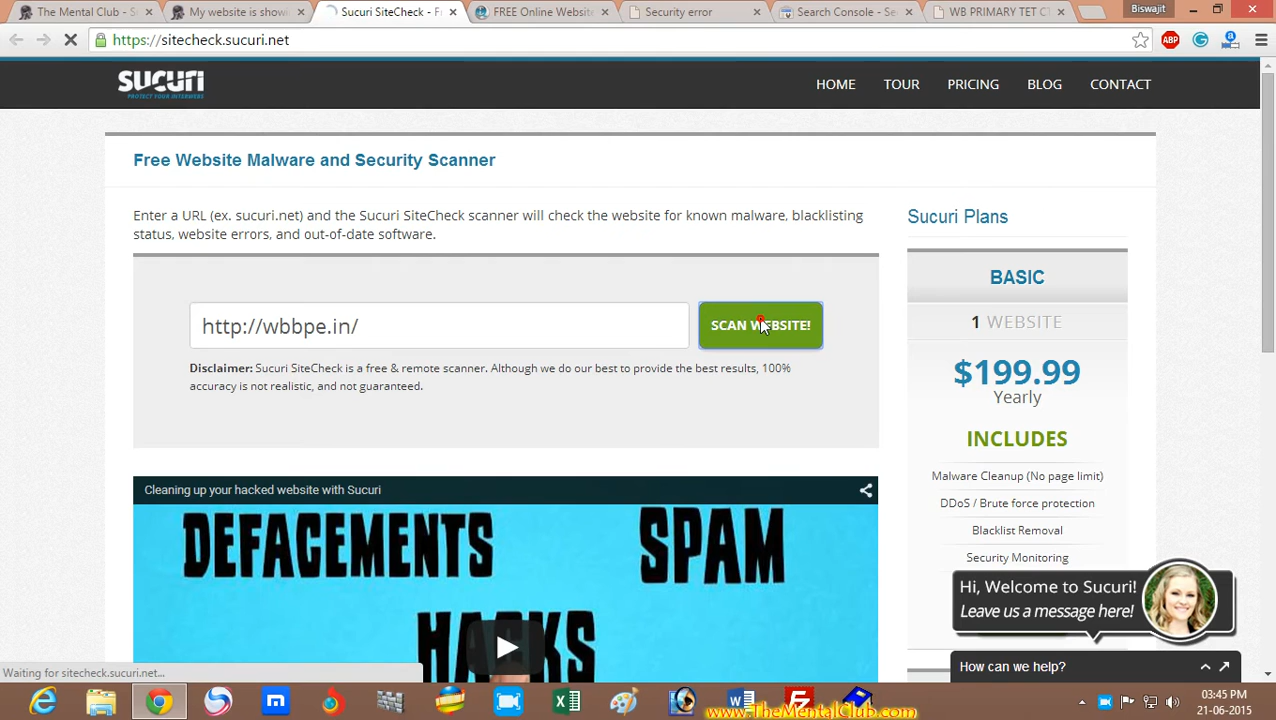 The Mental Club - S
My website is showi
Sucuri SiteCheck - F
FREE Online Website
Security error
Search Console - Se
WB PRIMARY TET C
Biswajit
https://sitecheck.sucuri.net
ABP
SUCURI
PROTECT YOUR INTERWEBS
HOME
TOUR
PRICING
BLOG
CONTACT
Free Website Malware and Security Scanner
Enter a URL (ex. sucuri.net) and the Sucuri SiteCheck scanner will check the website for known malware, blacklisting
status, website errors, and out-of-date software.
http://wbbpe.in/
SCAN WEBSITE!
Disclaimer: Sucuri SiteCheck is a free & remote scanner. Although we do our best to provide the best results, 100%
accuracy is not realistic, and not guaranteed.
Sucuri Plans
BASIC
1 WEBSITE
$199.99
Yearly
INCLUDES
Malware Cleanup (No page limit)
DDoS / Brute force protection
Blacklist Removal
Security Monitoring
Cleaning up your hacked website with Sucuri
DEFACEMENTS
SPAM
HACKS
Hi, Welcome to Sucuri!
Leave us a message here!
How can we help?
Waiting for sitecheck.sucuri.net...
www.TheMentalClub.com
03:45 PM
21-06-2015